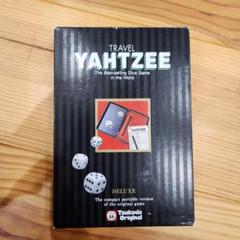 TRAVEL
YAHTZEE
The Best-selling Dice Game
in the World
YAHTZEE
DELUXE
The compact portable version
of the original game
Tsukuda
Original